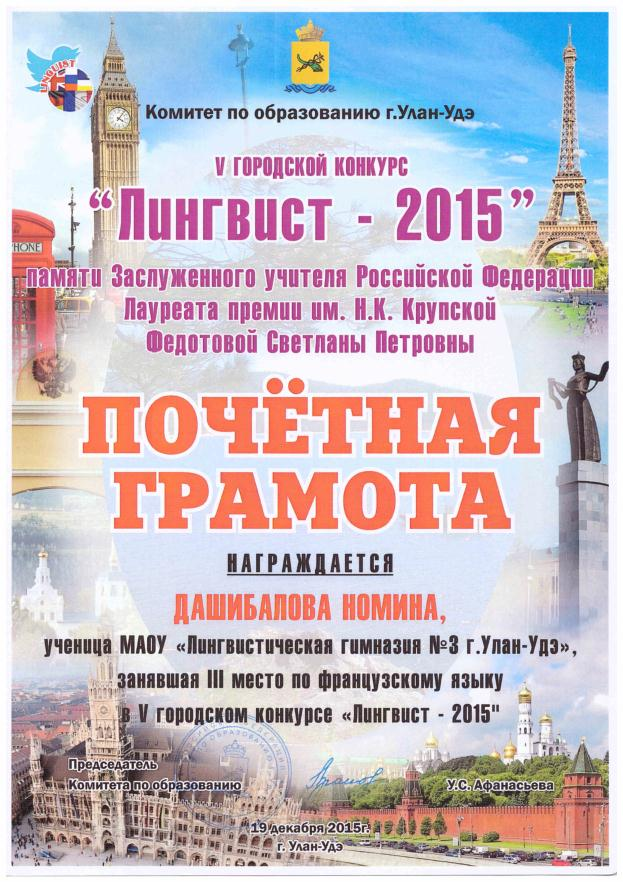 LINGUIST
Комитет по образованию г.Улан-Удэ
V ГОРОДСКОЙ КОНКУРС
“Лингвист - 2015”
PHONE
памяти Заслуженного учителя Российской Федерации
Лауреата премии им. Н.К. Крупской
Федотовой Светланы Петровны
ПОЧЁТНАЯ
ГРАМОТА
НАГРАЖДАЕТСЯ
ДАШИБАЛОВА НОМИНА,
ученица МАОУ «Лингвистическая гимназия №3 г.Улан-Удэ»,
занявшая III место по французскому языку
в V городском конкурсе «Лингвист - 2015"
Председатель
Комитета по образованию
У.С. Афанасьева
19 декабря 2015г.
г. Улан-Удэ